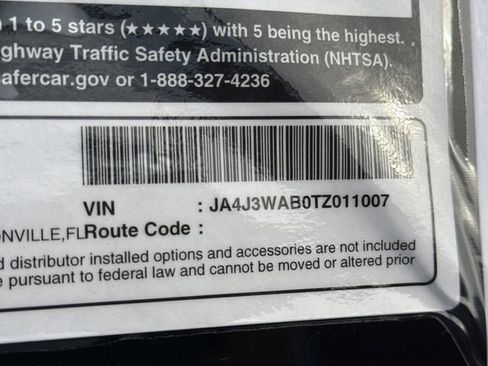 1 to 5 stars (★★★★★) with 5 being the highest.
ghway Traffic Safety Administration (NHTSA).
afercar.gov or 1-888-327-4236
VIN : JA4J3WAB0TZ011007
ONVILLE,FL Route Code :
d distributor installed options and accessories are not included
e pursuant to federal law and cannot be moved or altered prior